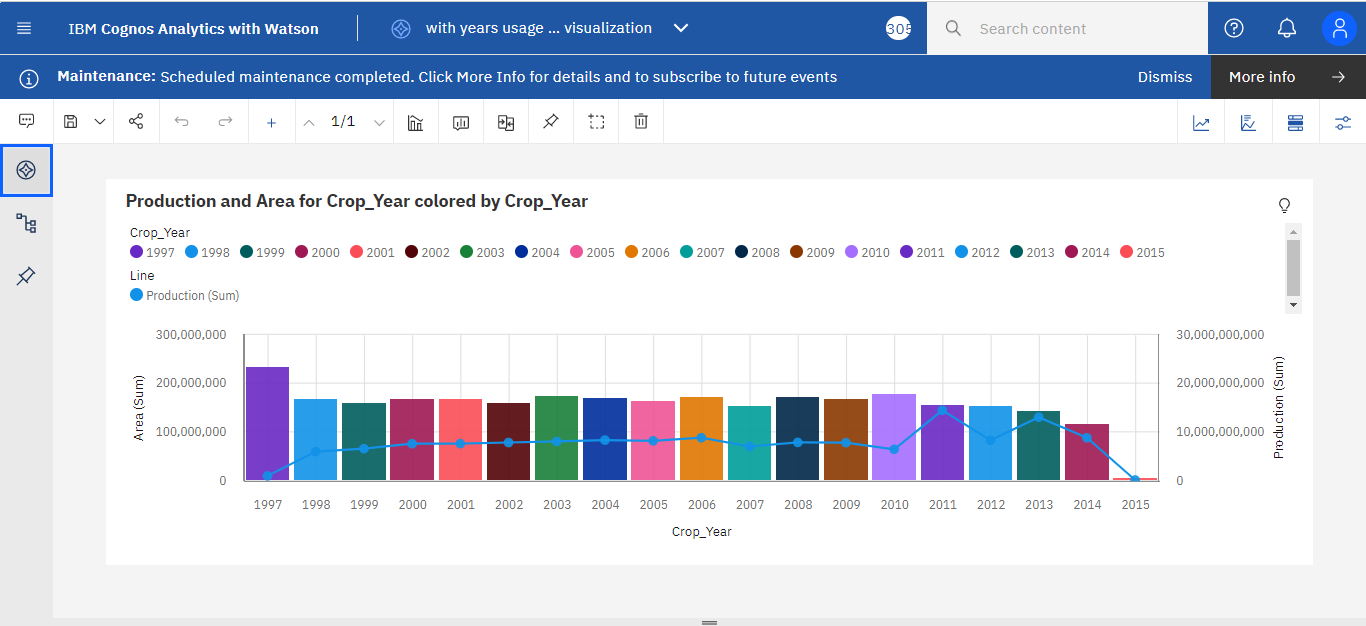 IBM Cognos Analytics with Watson
with years usage ... visualization
305
Search content
Maintenance: Scheduled maintenance completed. Click More Info for details and to subscribe to future events
Dismiss
More info
1/1
Production and Area for Crop_Year colored by Crop_Year
Crop_Year
1997 1998 1999 2000 2001 2002 2003 2004 2005 2006 2007 2008 2009 2010 2011 2012 2013 2014 2015
Line
Production (Sum)
Area (Sum)
300,000,000
200,000,000
100,000,000
0
30,000,000,000
20,000,000,000
10,000,000,000
0
Production (Sum)
1997 1998 1999 2000 2001 2002 2003 2004 2005 2006 2007 2008 2009 2010 2011 2012 2013 2014 2015
Crop_Year